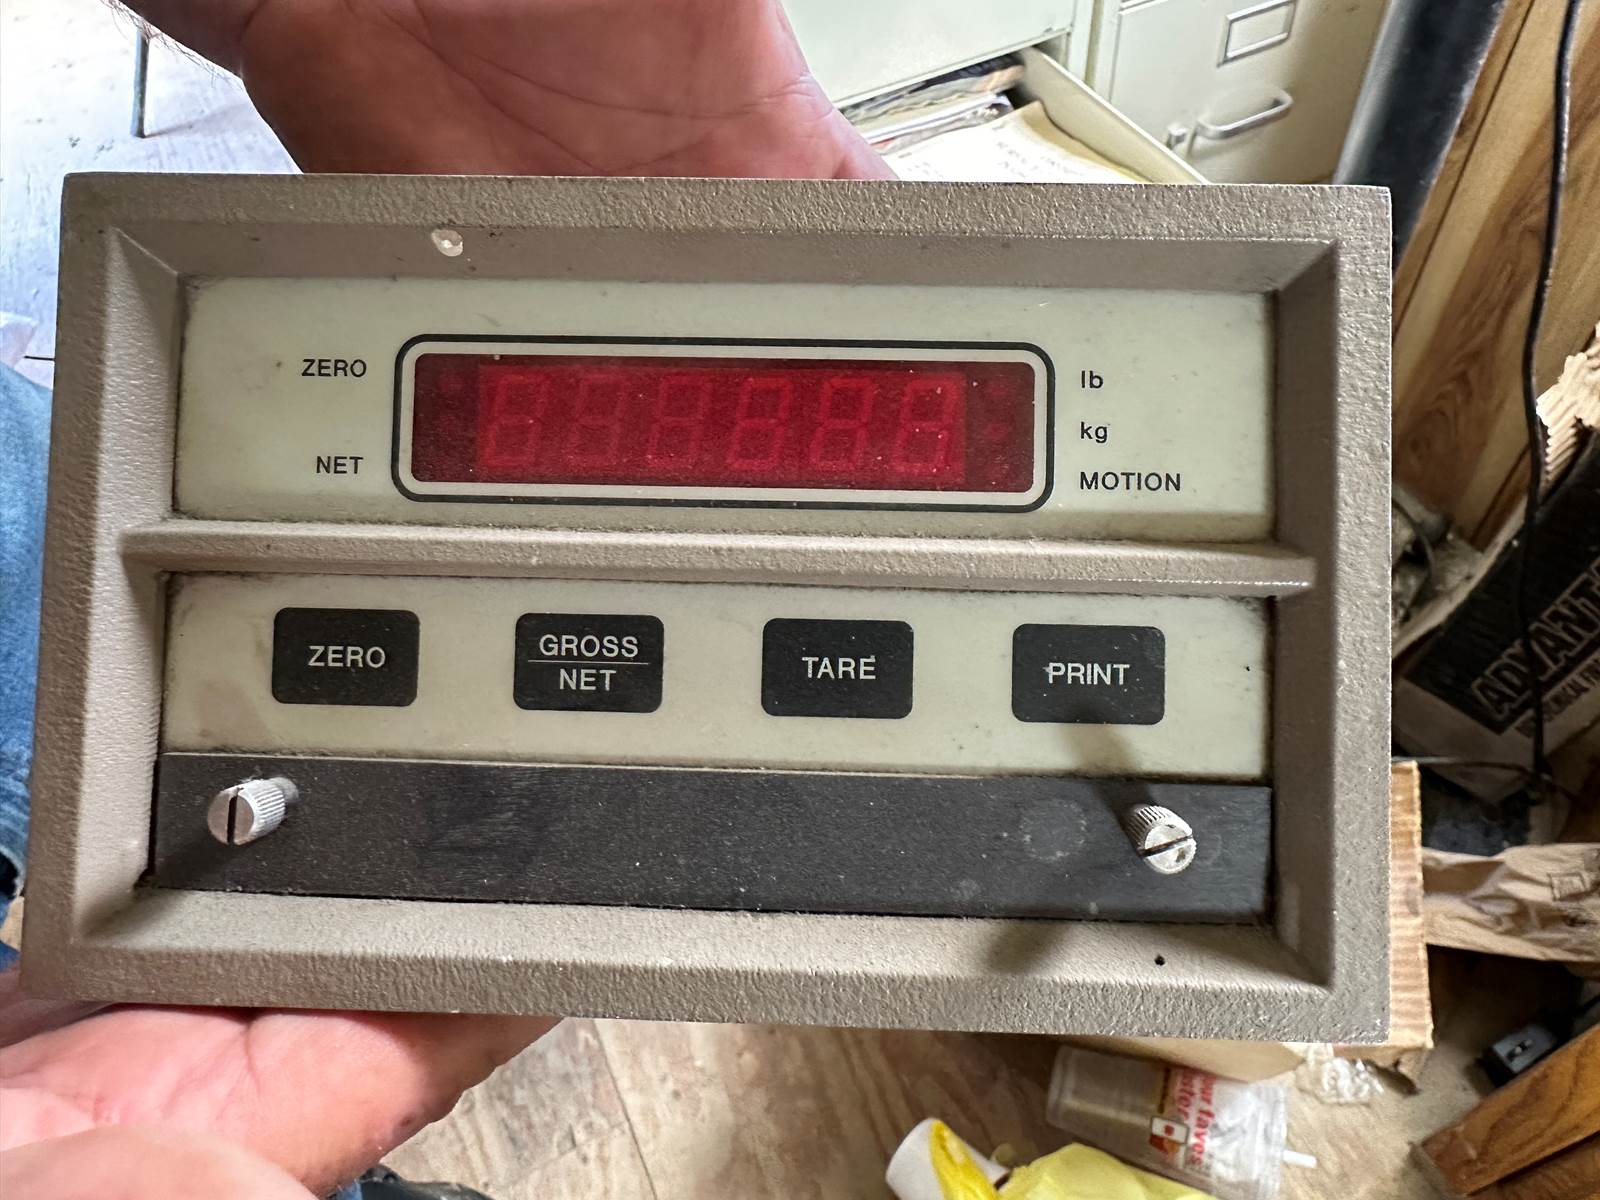 ZERO
NET
lb
kg
MOTION
ZERO
GROSS
NET
TARE
PRINT